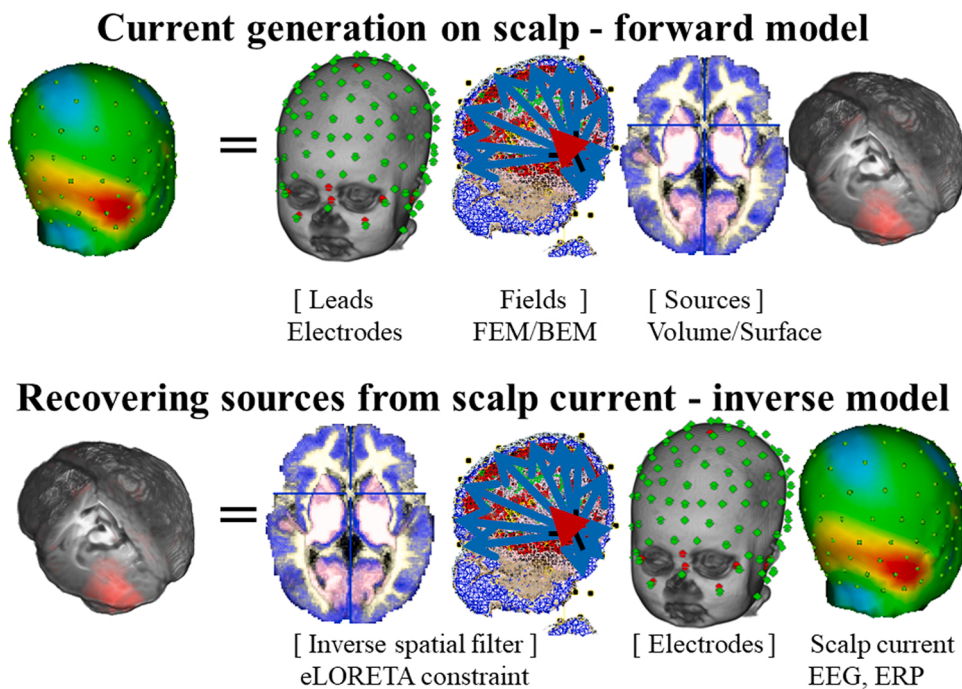 Current generation on scalp - forward model
=
[ Leads Fields ] [ Sources ]
Electrodes FEM/BEM Volume/Surface
Recovering sources from scalp current - inverse model
=
[ Inverse spatial filter ] [ Electrodes ] Scalp current
eLORETA constraint EEG, ERP